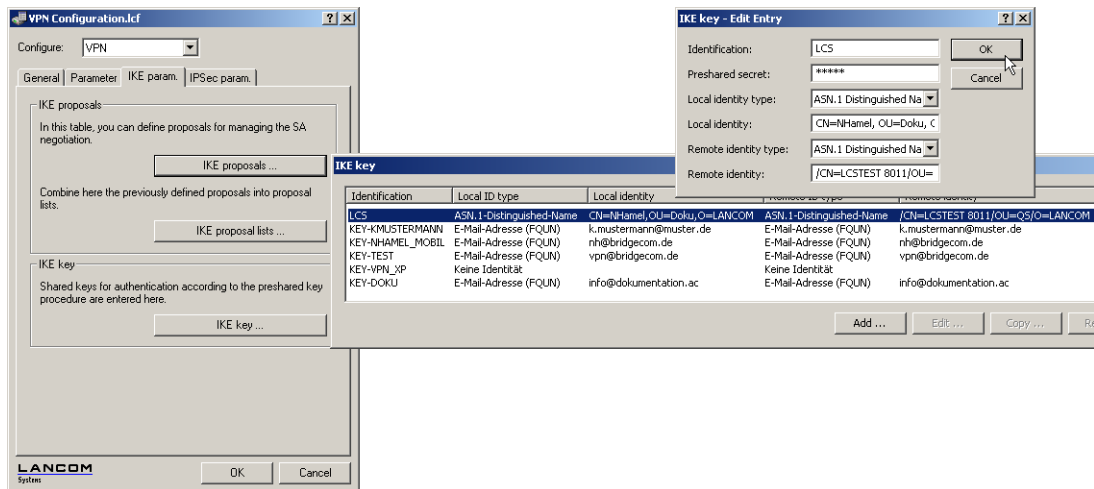 VPN Configuration.lcf
Configure: VPN
General Parameter IKE param. IPSec param.
IKE proposals
In this table, you can define proposals for managing the SA
negotiation.
IKE proposals ...
Combine here the previously defined proposals into proposal
lists.
IKE proposal lists ...
IKE key
Shared keys for authentication according to the preshared key
procedure are entered here.
IKE key ...
LANCOM
Systems
OK Cancel
IKE key - Edit Entry
Identification: LCS
Preshared secret: *****
Local identity type: ASN.1 Distinguished Na
Local identity: CN=NHamel, OU=Doku, C
Remote identity type: ASN.1 Distinguished Na
Remote identity: /CN=LCSTEST 8011/OU=
OK
Cancel
IKE key
Identification Local ID type Local identity
LCS ASN.1-Distinguished-Name CN=NHamel,OU=Doku,O=LANCOM ASN.1-Distinguished-Name /CN=LCSTEST 8011/OU=QS/O=LANCOM
KEY-KMUSTERMANN E-Mail-Adresse (FQUN) k.mustermann@muster.de E-Mail-Adresse (FQUN) k.mustermann@muster.de
KEY-NHAMEL_MOBIL E-Mail-Adresse (FQUN) nh@bridgecom.de E-Mail-Adresse (FQUN) nh@bridgecom.de
KEY-TEST E-Mail-Adresse (FQUN) vpn@bridgecom.de E-Mail-Adresse (FQUN) vpn@bridgecom.de
KEY-VPN_XP Keine Identität Keine Identität
KEY-DOKU E-Mail-Adresse (FQUN) info@dokumentation.ac E-Mail-Adresse (FQUN) info@dokumentation.ac
Add ... Edit ... Copy ... Re